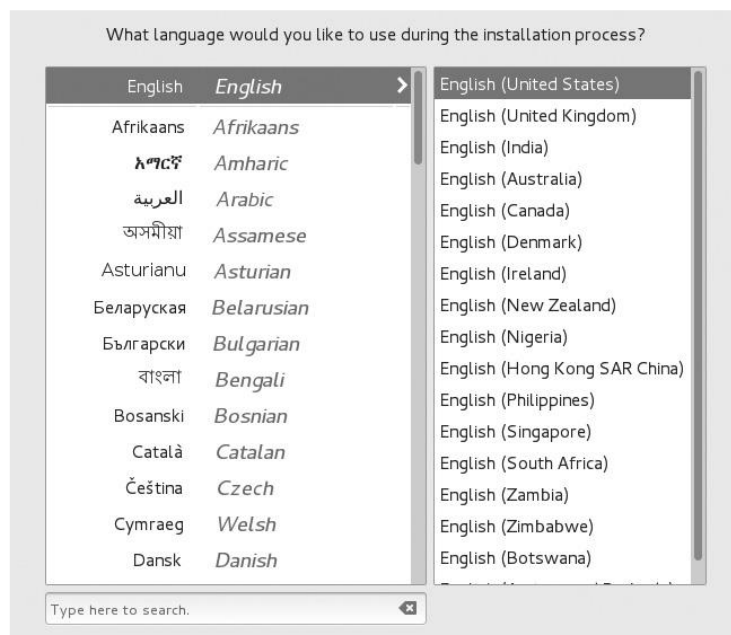 What language would you like to use during the installation process?
English English
Afrikaans Afrikaans
አማርኛ Amharic
العربية Arabic
অসমীয়া Assamese
Asturianu Asturian
Беларуская Belarusian
Български Bulgarian
বাংলা Bengali
Bosanski Bosnian
Català Catalan
Čeština Czech
Cymraeg Welsh
Dansk Danish
Type here to search.
English (United States)
English (United Kingdom)
English (India)
English (Australia)
English (Canada)
English (Denmark)
English (Ireland)
English (New Zealand)
English (Nigeria)
English (Hong Kong SAR China)
English (Philippines)
English (Singapore)
English (South Africa)
English (Zambia)
English (Zimbabwe)
English (Botswana)